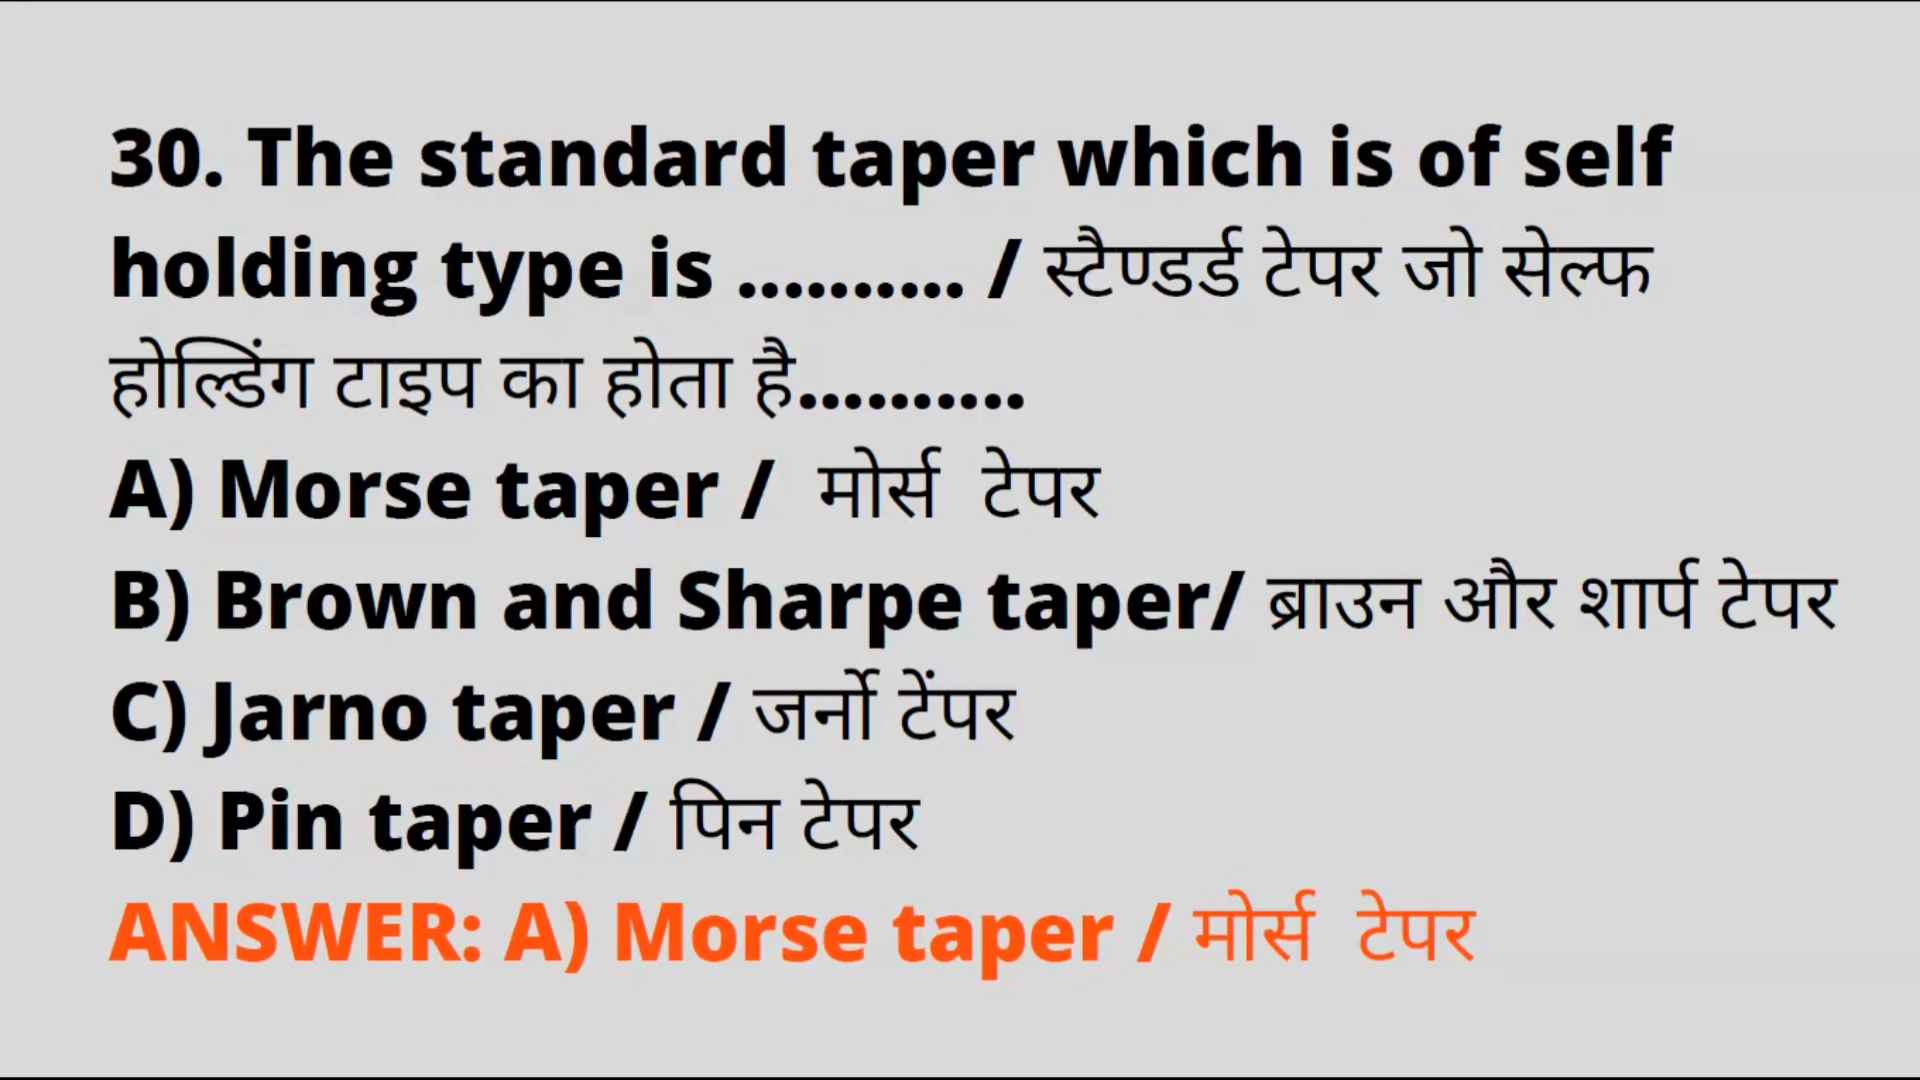 30. The standard taper which is of self
holding type is .......... / स्टैण्डर्ड टेपर जो सेल्फ
होल्डिंग टाइप का होता है..........
A) Morse taper /  मोर्स  टेपर
B) Brown and Sharpe taper/ ब्राउन और शार्प टेपर
C) Jarno taper / जर्नो टेंपर
D) Pin taper / पिन टेपर
ANSWER: A) Morse taper / मोर्स  टेपर